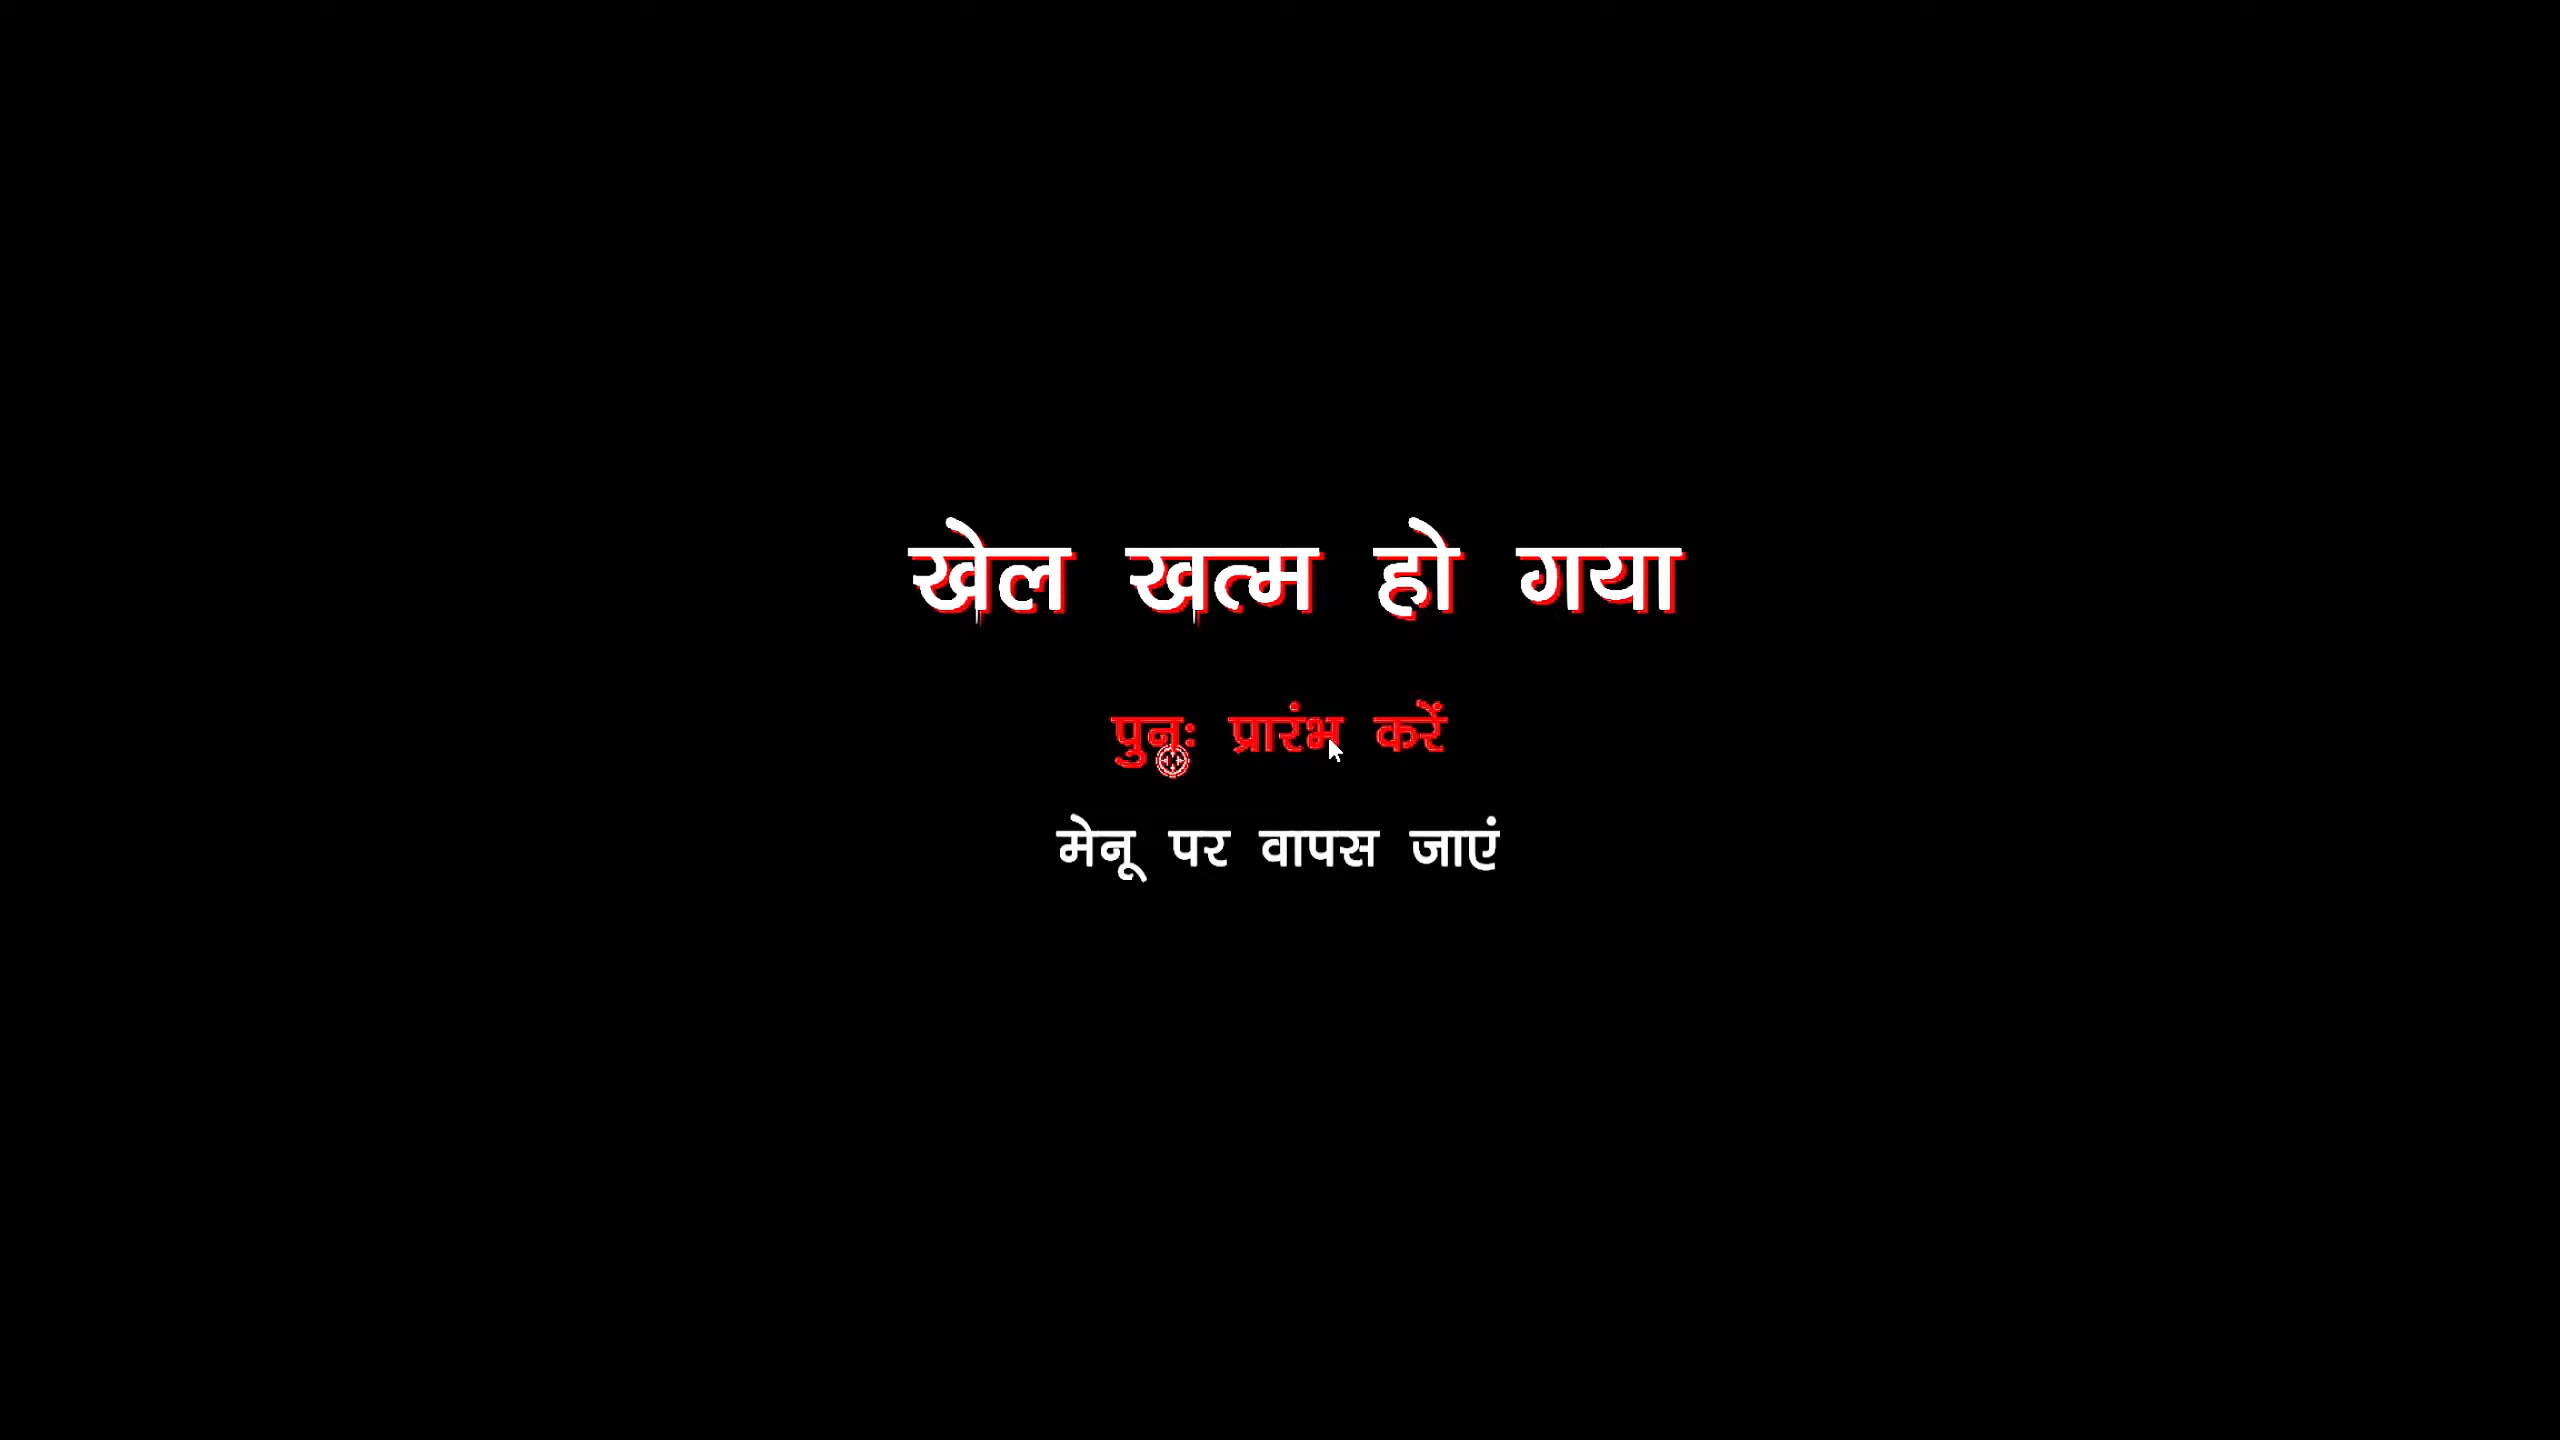 खेल खत्म हो गया
पुनः प्रारंभ करें
मेनू पर वापस जाएं